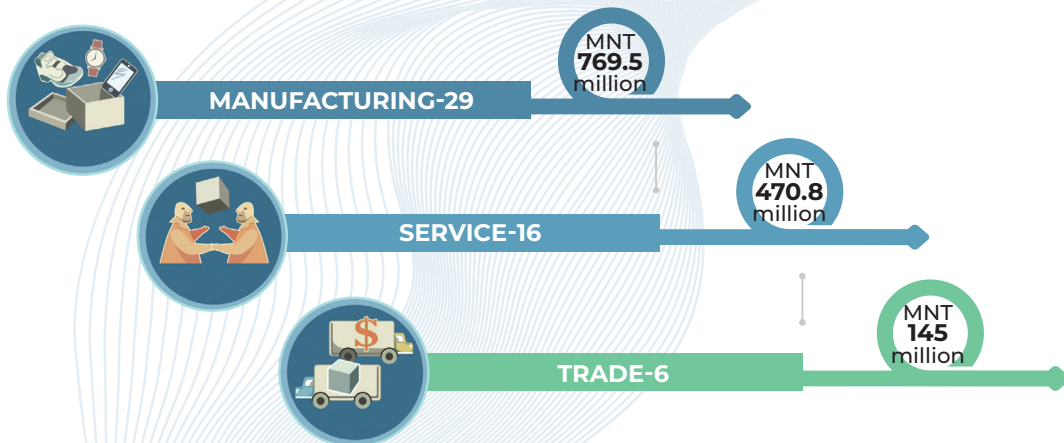 MNT
769.5
million
MANUFACTURING-29
MNT
470.8
million
SERVICE-16
$
MNT
145
million
TRADE-6